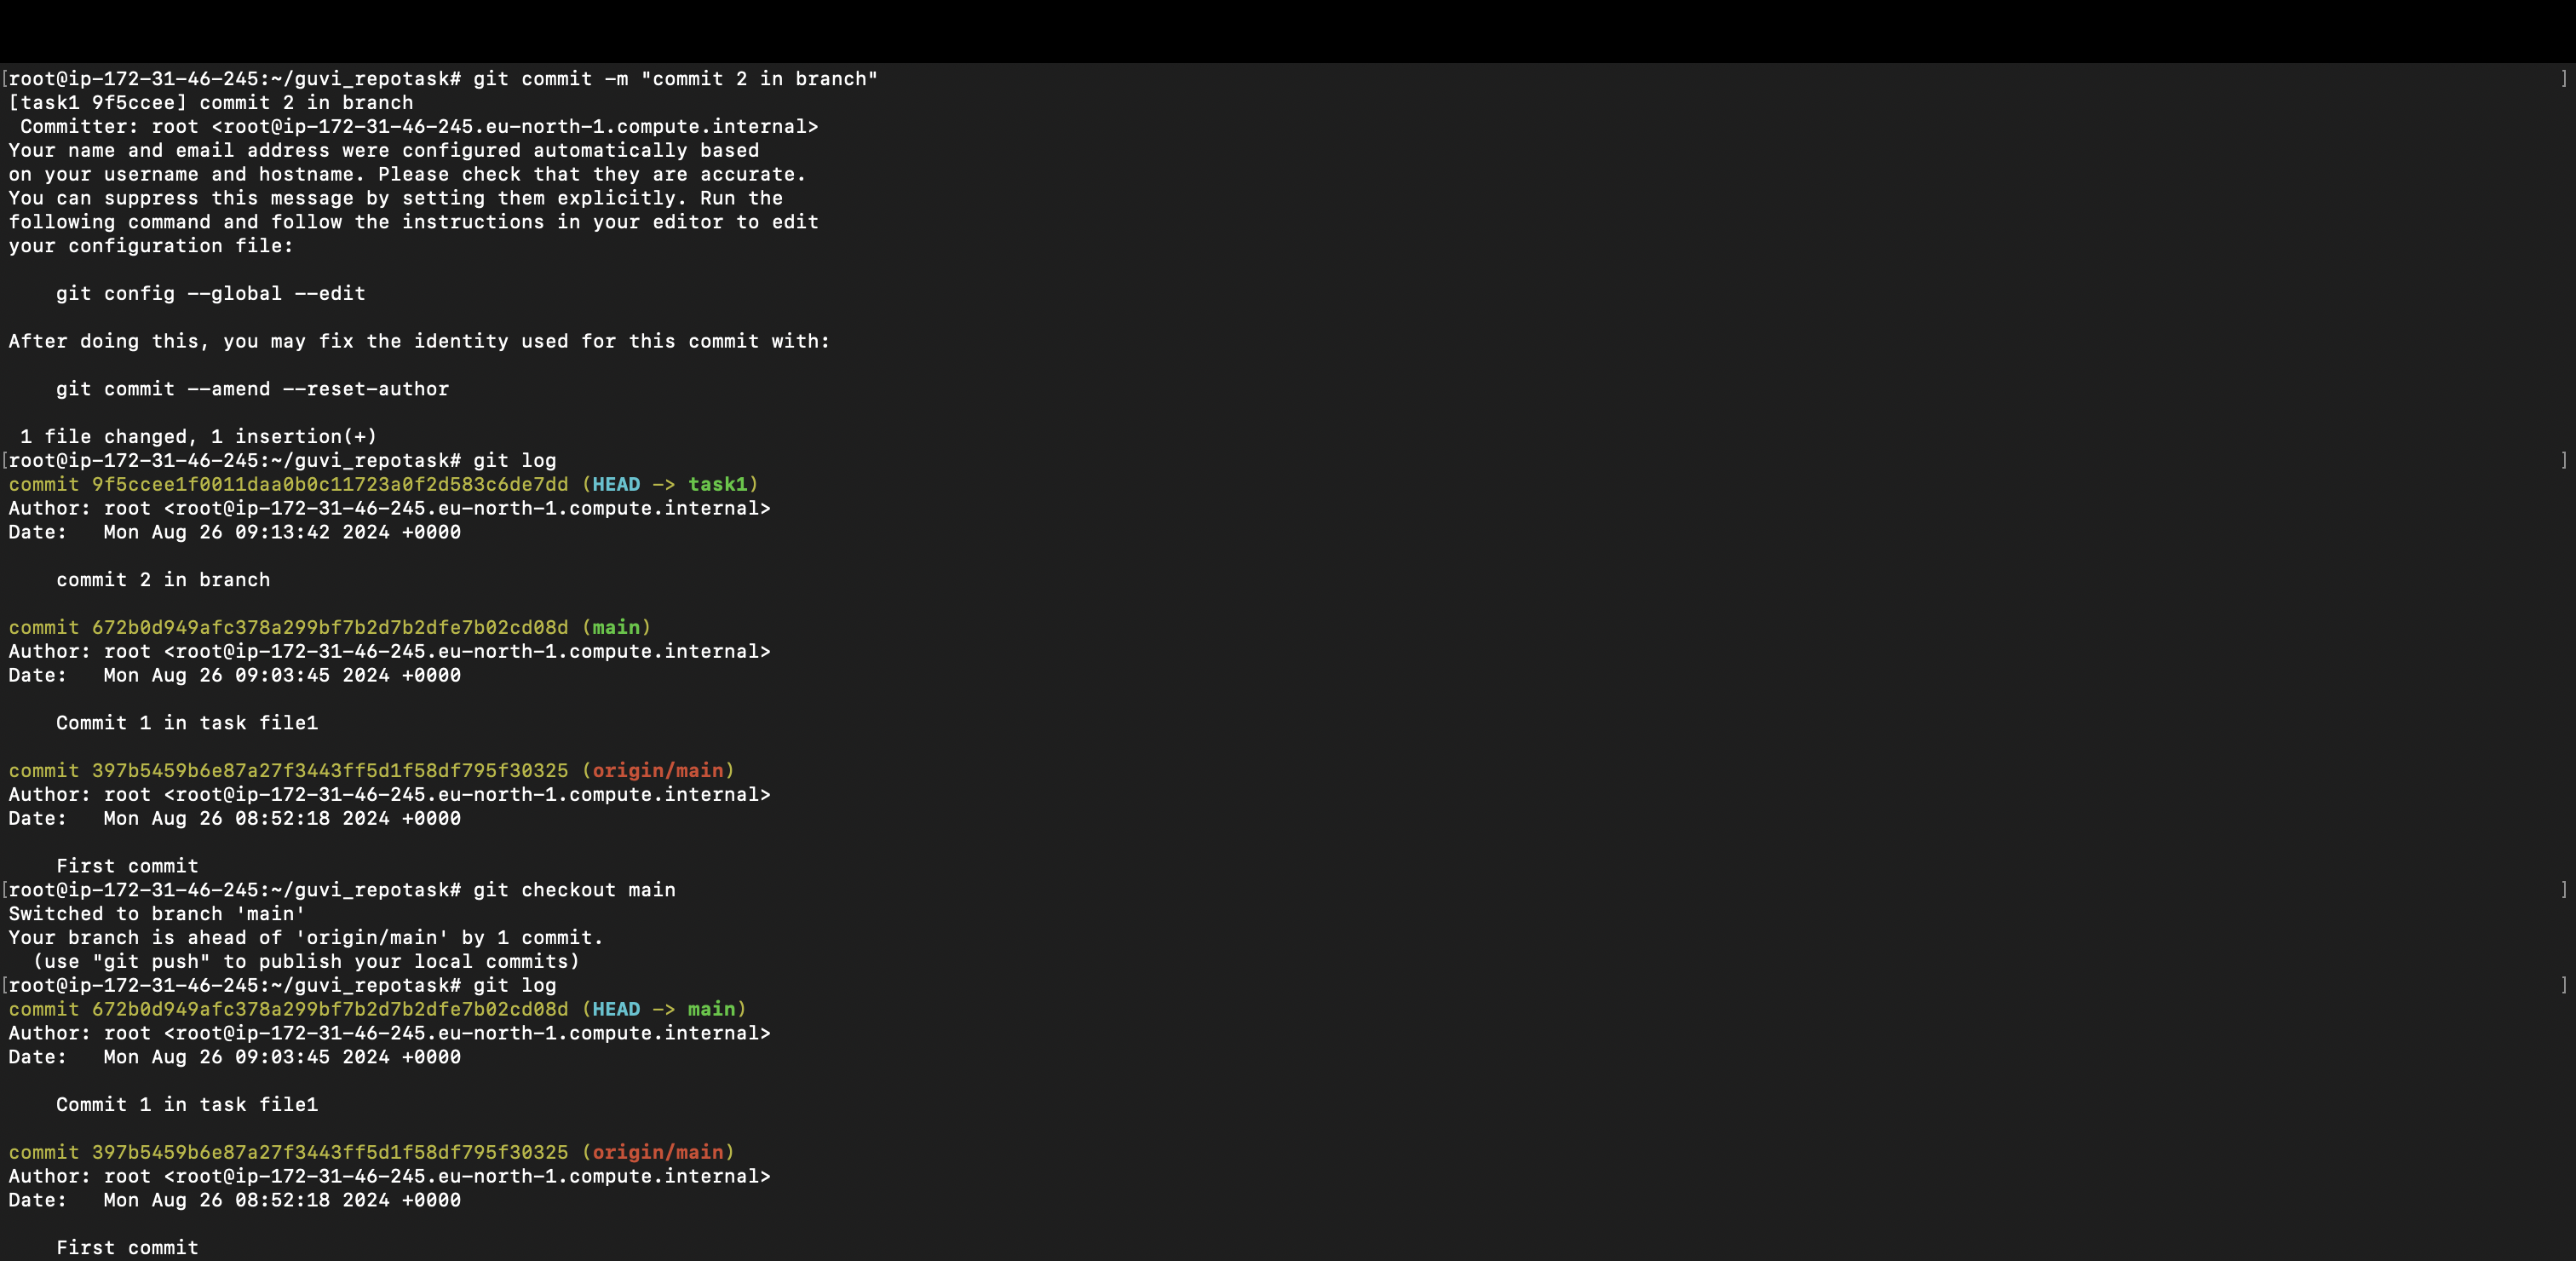 [root@ip-172-31-46-245:~/guvi_repotask# git commit -m "commit 2 in branch" ]
[task1 9f5ccee] commit 2 in branch
 Committer: root <root@ip-172-31-46-245.eu-north-1.compute.internal>
Your name and email address were configured automatically based
on your username and hostname. Please check that they are accurate.
You can suppress this message by setting them explicitly. Run the
following command and follow the instructions in your editor to edit
your configuration file:

    git config --global --edit

After doing this, you may fix the identity used for this commit with:

    git commit --amend --reset-author

 1 file changed, 1 insertion(+)
[root@ip-172-31-46-245:~/guvi_repotask# git log ]
commit 9f5ccee1f0011daa0b0c11723a0f2d583c6de7dd (HEAD -> task1)
Author: root <root@ip-172-31-46-245.eu-north-1.compute.internal>
Date:   Mon Aug 26 09:13:42 2024 +0000

    commit 2 in branch

commit 672b0d949afc378a299bf7b2d7b2dfe7b02cd08d (main)
Author: root <root@ip-172-31-46-245.eu-north-1.compute.internal>
Date:   Mon Aug 26 09:03:45 2024 +0000

    Commit 1 in task file1

commit 397b5459b6e87a27f3443ff5d1f58df795f30325 (origin/main)
Author: root <root@ip-172-31-46-245.eu-north-1.compute.internal>
Date:   Mon Aug 26 08:52:18 2024 +0000

    First commit
[root@ip-172-31-46-245:~/guvi_repotask# git checkout main ]
Switched to branch 'main'
Your branch is ahead of 'origin/main' by 1 commit.
  (use "git push" to publish your local commits)
[root@ip-172-31-46-245:~/guvi_repotask# git log ]
commit 672b0d949afc378a299bf7b2d7b2dfe7b02cd08d (HEAD -> main)
Author: root <root@ip-172-31-46-245.eu-north-1.compute.internal>
Date:   Mon Aug 26 09:03:45 2024 +0000

    Commit 1 in task file1

commit 397b5459b6e87a27f3443ff5d1f58df795f30325 (origin/main)
Author: root <root@ip-172-31-46-245.eu-north-1.compute.internal>
Date:   Mon Aug 26 08:52:18 2024 +0000

    First commit